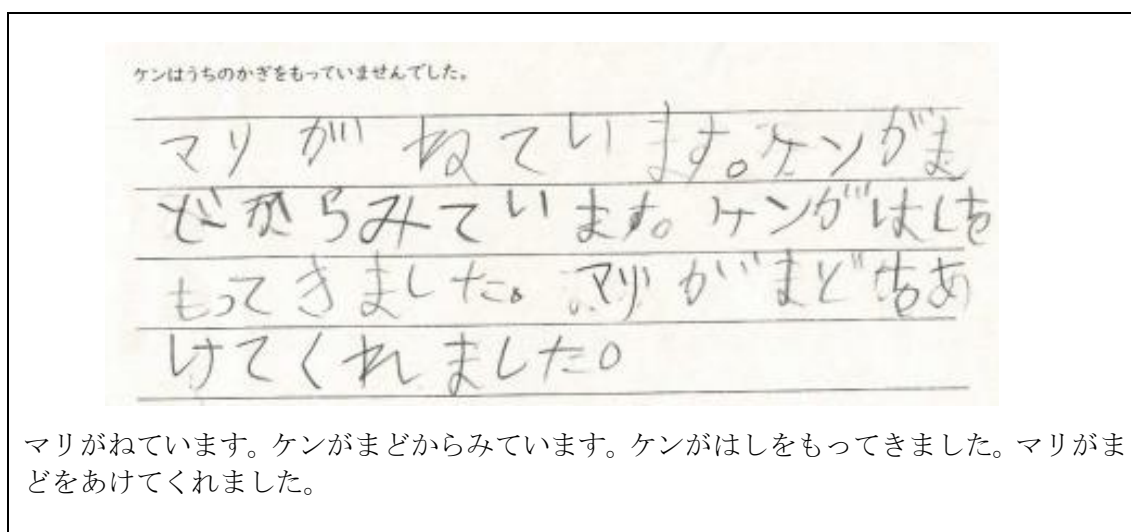 ケンはうちのかぎをもっていませんでした。
マリがねています。ケンがま
どからみています。ケンがはしを
もってきました。マリがまどをあ
けてくれました。
マリがねています。ケンがまどからみています。ケンがはしをもってきました。マリがま
どをあけてくれました。